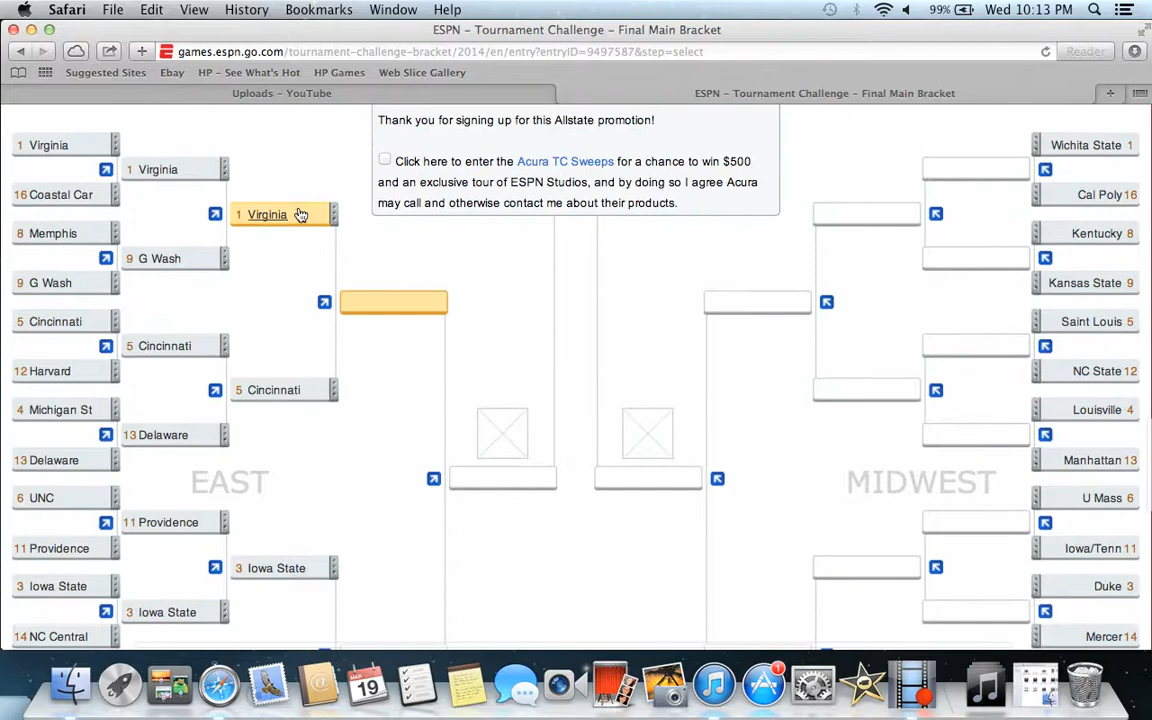 Safari File Edit View History Bookmarks Window Help 99% Wed 10:13 PM
ESPN - Tournament Challenge - Final Main Bracket
games.espn.go.com/tournament-challenge-bracket/2014/en/entry?entryID=9497587&step=select Reader
Suggested Sites Ebay HP - See What's Hot HP Games Web Slice Gallery
Uploads - YouTube ESPN - Tournament Challenge - Final Main Bracket
Thank you for signing up for this Allstate promotion!
Click here to enter the Acura TC Sweeps for a chance to win $500
and an exclusive tour of ESPN Studios, and by doing so I agree Acura
may call and otherwise contact me about their products.
1 Virginia
16 Coastal Car
8 Memphis
9 G Wash
5 Cincinnati
12 Harvard
4 Michigan St
13 Delaware
6 UNC
11 Providence
3 Iowa State
14 NC Central
1 Virginia
9 G Wash
5 Cincinnati
13 Delaware
11 Providence
3 Iowa State
1 Virginia
5 Cincinnati
3 Iowa State
EAST
MIDWEST
Wichita State 1
Cal Poly 16
Kentucky 8
Kansas State 9
Saint Louis 5
NC State 12
Louisville 4
Manhattan 13
U Mass 6
Iowa/Tenn 11
Duke 3
Mercer 14
MAR
19
1